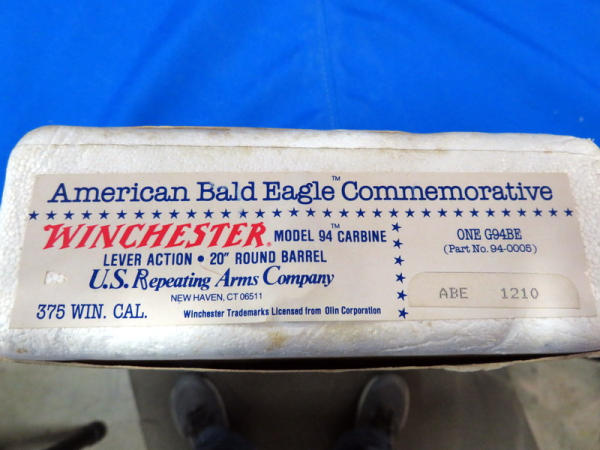 American Bald Eagle™ Commemorative
WINCHESTER® MODEL 94™ CARBINE
LEVER ACTION • 20" ROUND BARREL
U.S. Repeating Arms Company
NEW HAVEN, CT 06511
375 WIN. CAL.
Winchester Trademarks Licensed from Olin Corporation
ONE G94BE
(Part No. 94-0005)
ABE 1210